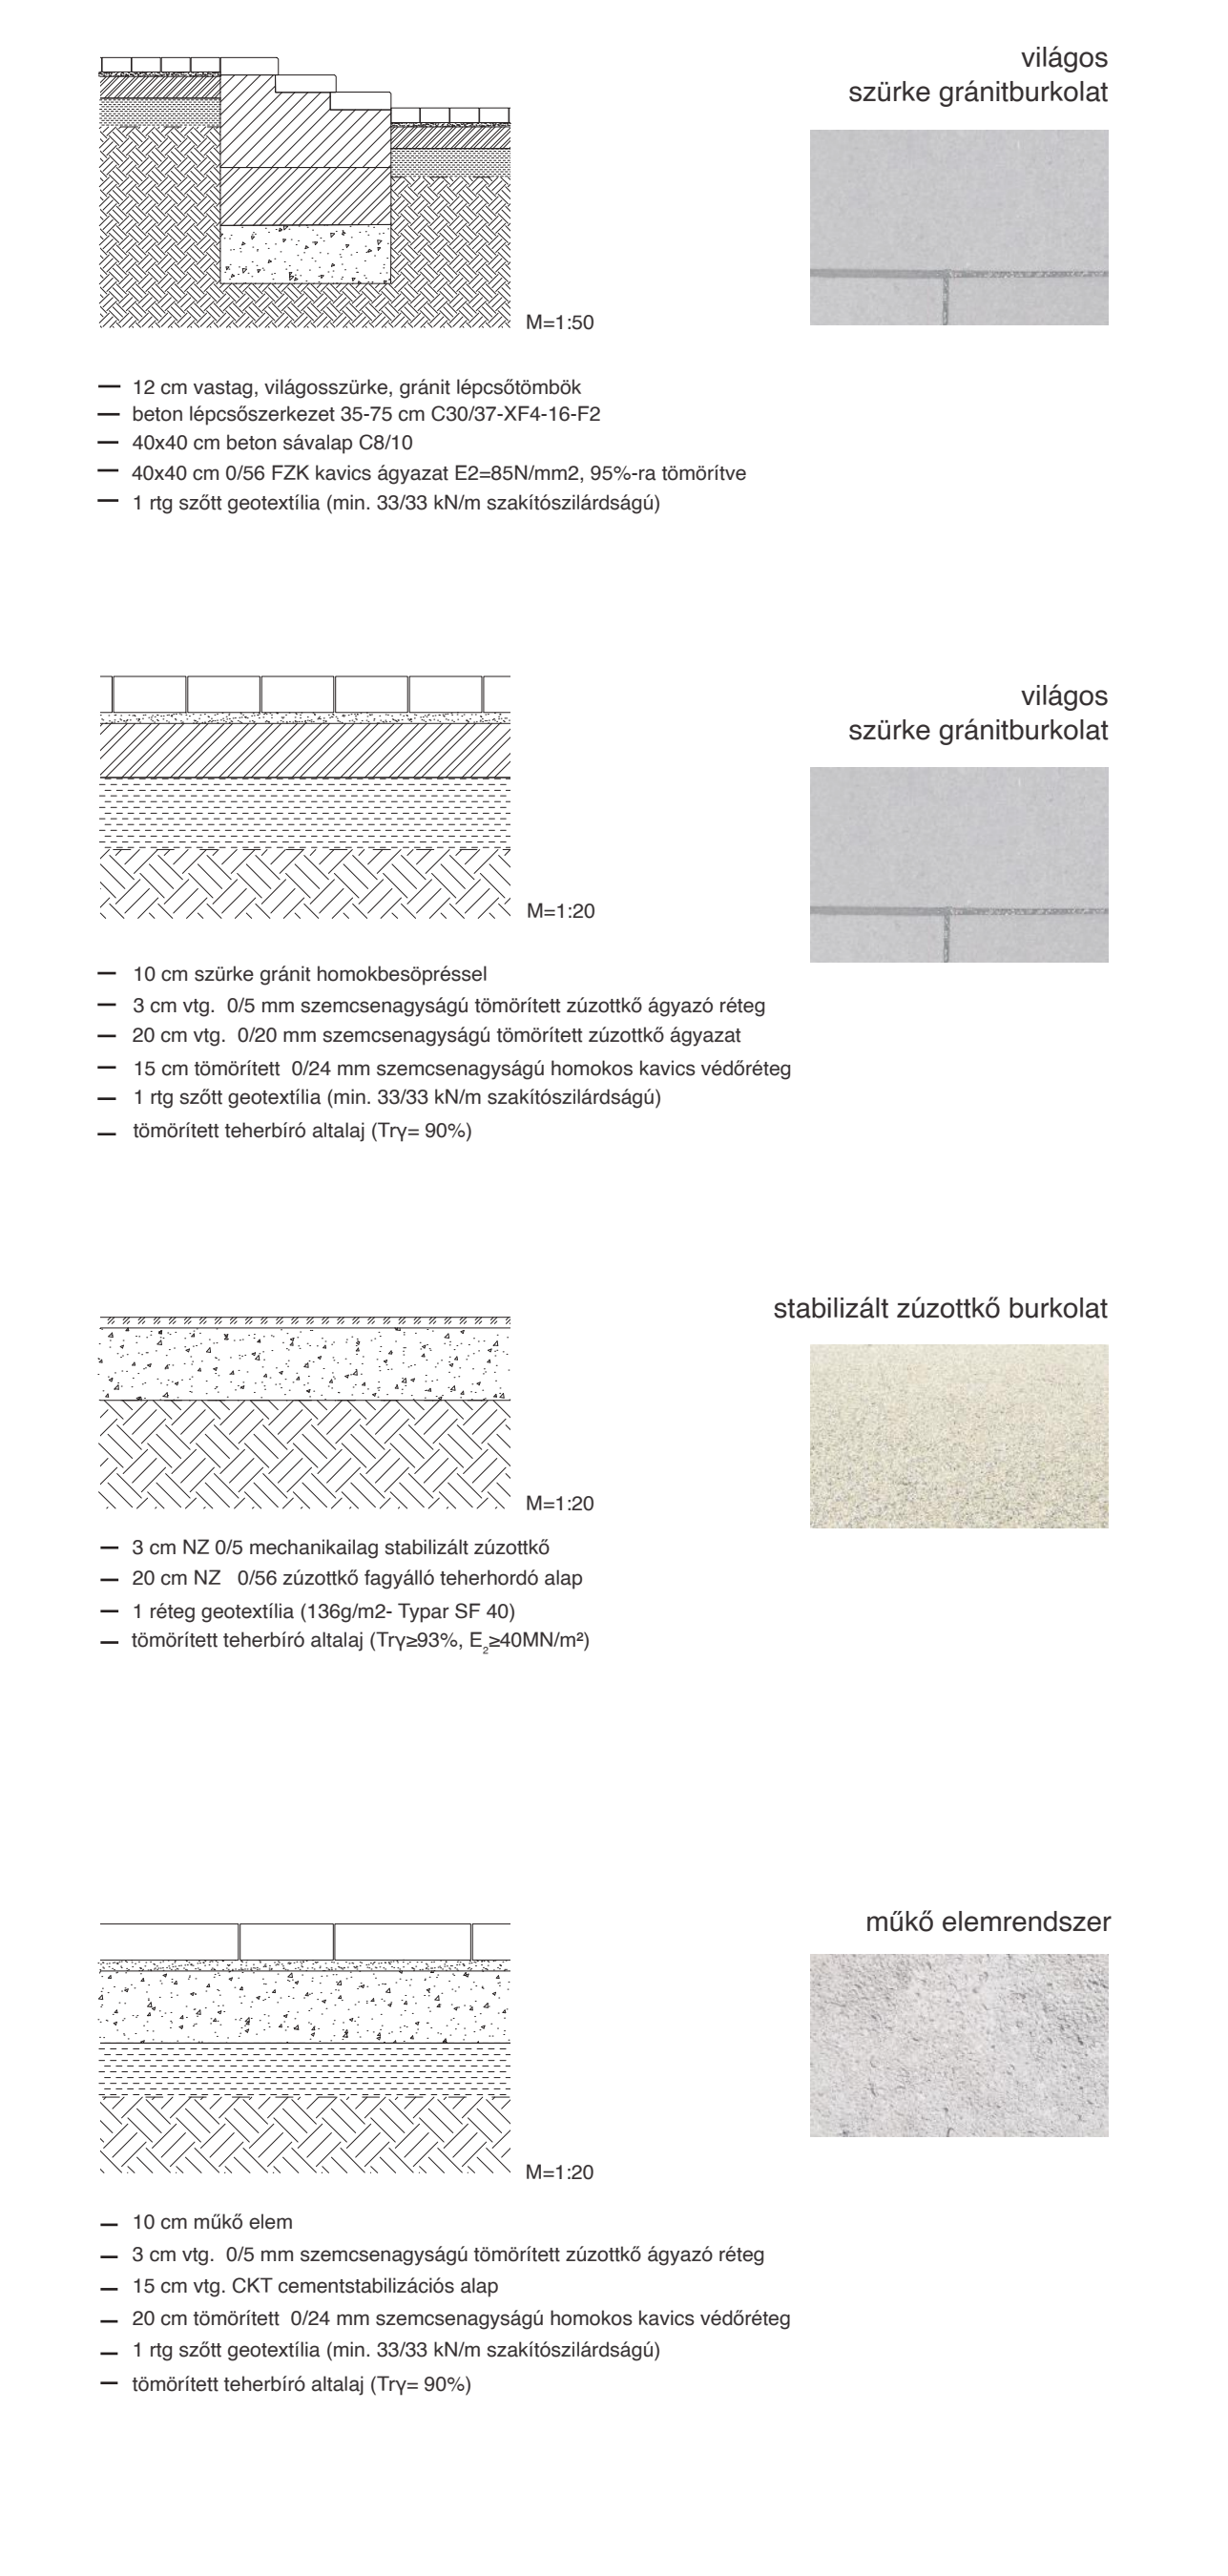 világos
szürke gránitburkolat
M=1:50
12 cm vastag, világosszürke, gránit lépcsőtömbök
beton lépcsőszerkezet 35-75 cm C30/37-XF4-16-F2
40x40 cm beton sávalap C8/10
40x40 cm 0/56 FZK kavics ágyazat E2=85N/mm2, 95%-ra tömörítve
1 rtg szőtt geotextília (min. 33/33 kN/m szakítószilárdságú)
világos
szürke gránitburkolat
M=1:20
10 cm szürke gránit homokbesöpréssel
3 cm vtg. 0/5 mm szemcsenagyságú tömörített zúzottkő ágyazó réteg
20 cm vtg. 0/20 mm szemcsenagyságú tömörített zúzottkő ágyazat
15 cm tömörített 0/24 mm szemcsenagyságú homokos kavics védőréteg
1 rtg szőtt geotextília (min. 33/33 kN/m szakítószilárdságú)
tömörített teherbíró altalaj (Trγ= 90%)
stabilizált zúzottkő burkolat
M=1:20
3 cm NZ 0/5 mechanikailag stabilizált zúzottkő
20 cm NZ 0/56 zúzottkő fagyálló teherhordó alap
1 réteg geotextília (136g/m2- Typar SF 40)
tömörített teherbíró altalaj (Trγ≥93%, E₂≥40MN/m²)
műkő elemrendszer
M=1:20
10 cm műkő elem
3 cm vtg. 0/5 mm szemcsenagyságú tömörített zúzottkő ágyazó réteg
15 cm vtg. CKT cementstabilizációs alap
20 cm tömörített 0/24 mm szemcsenagyságú homokos kavics védőréteg
1 rtg szőtt geotextília (min. 33/33 kN/m szakítószilárdságú)
tömörített teherbíró altalaj (Trγ= 90%)